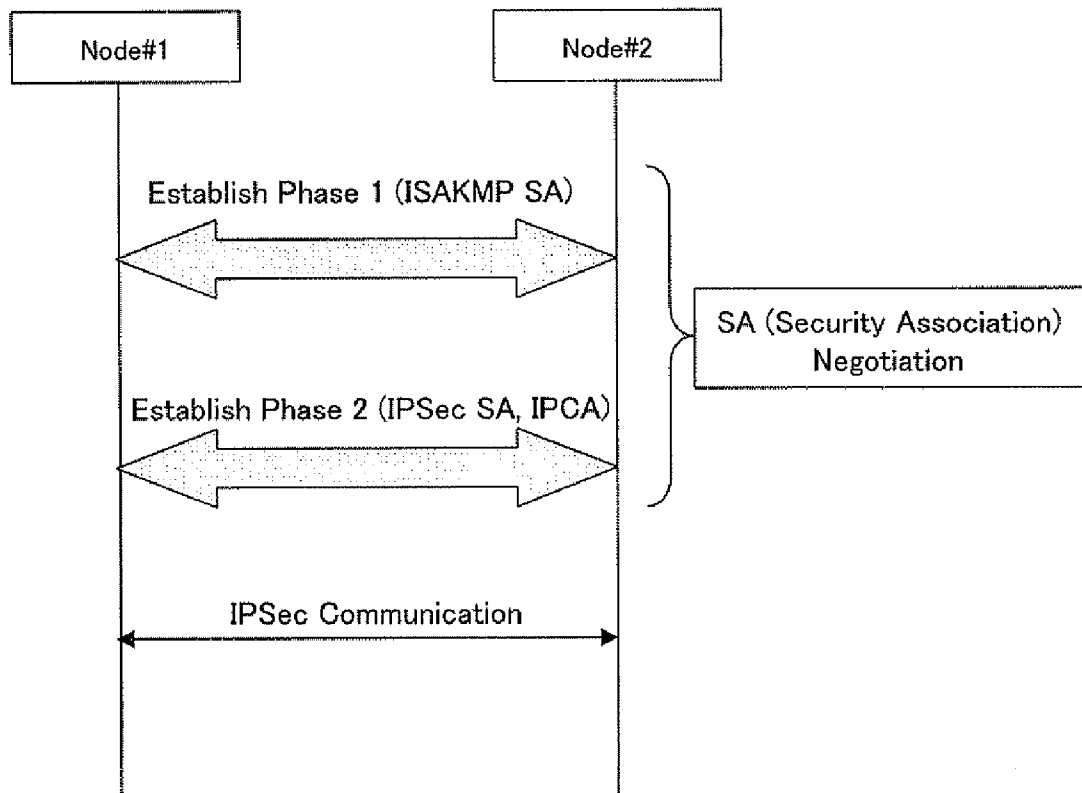 Node#1
Node#2
Establish Phase 1 (ISAKMP SA)
SA (Security Association)
Negotiation
Establish Phase 2 (IPSec SA, IPCA)
IPSec Communication